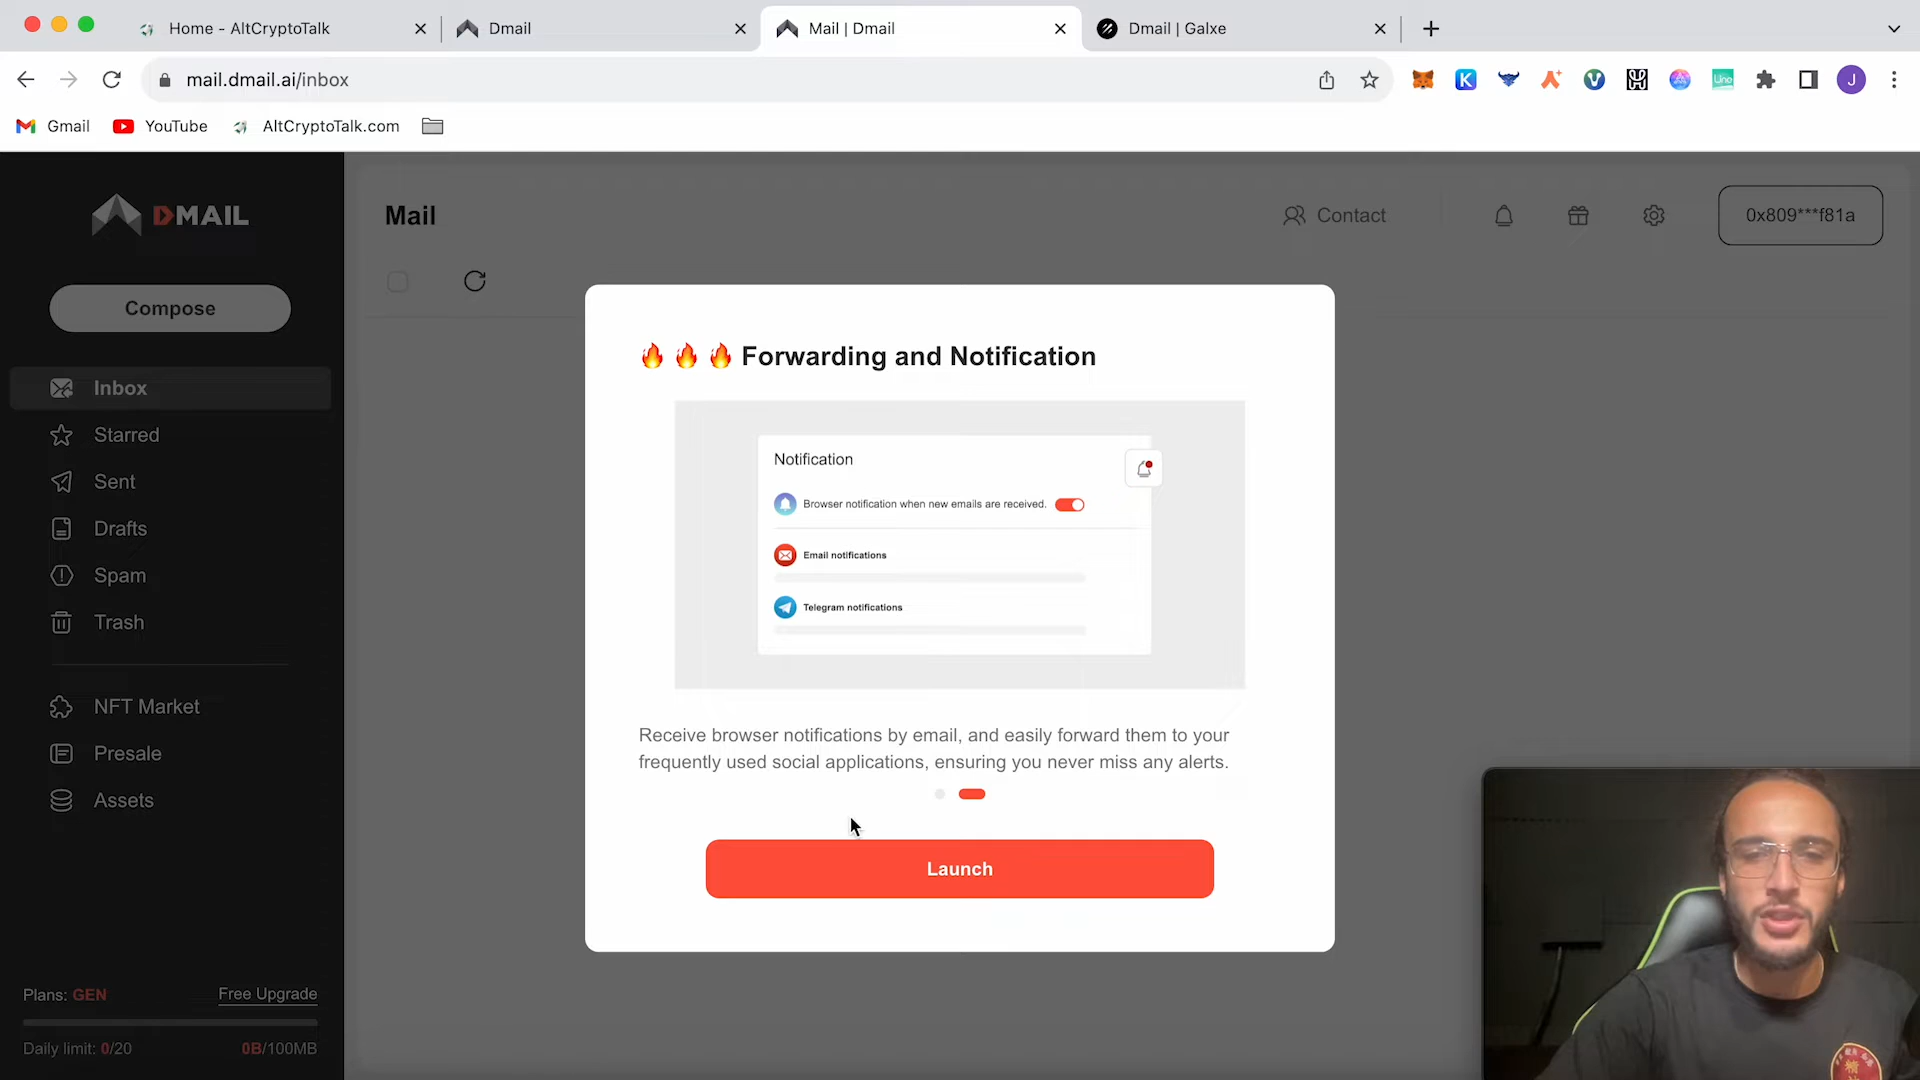 Home - AltCryptoTalk
Dmail
Mail | Dmail
Dmail | Galxe
mail.dmail.ai/inbox
Line
J
Gmail
YouTube
AltCryptoTalk.com
DMAIL
Mail
Contact
0x809***f81a
Compose
Inbox
Starred
Sent
Drafts
Spam
Trash
NFT Market
Presale
Assets
Plans: GEN
Free Upgrade
Daily limit: 0/20
0B/100MB
Forwarding and Notification
Notification
Browser notification when new emails are received.
Email notifications
Telegram notifications
Receive browser notifications by email, and easily forward them to your
frequently used social applications, ensuring you never miss any alerts.
Launch